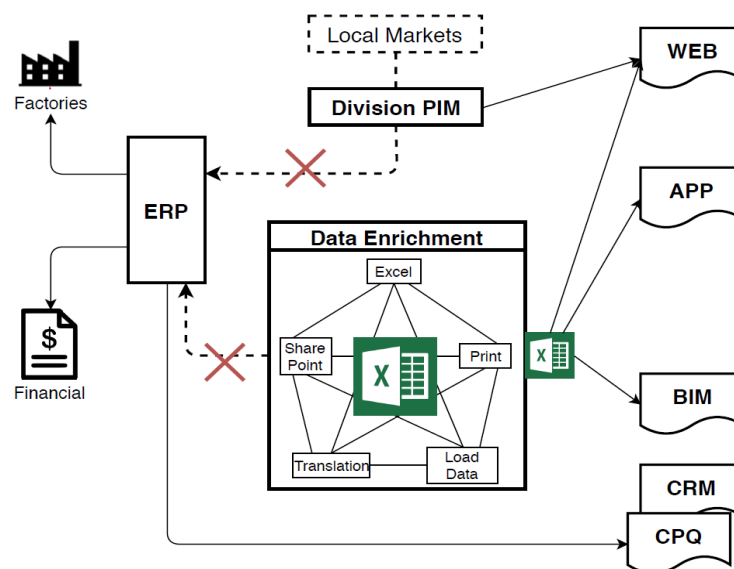 Local Markets
WEB
Factories
Division PIM
APP
ERP
Data Enrichment
Excel
Share
Point
X
Print
X
$
Financial
BIM
Translation
Load
Data
CRM
CPQ